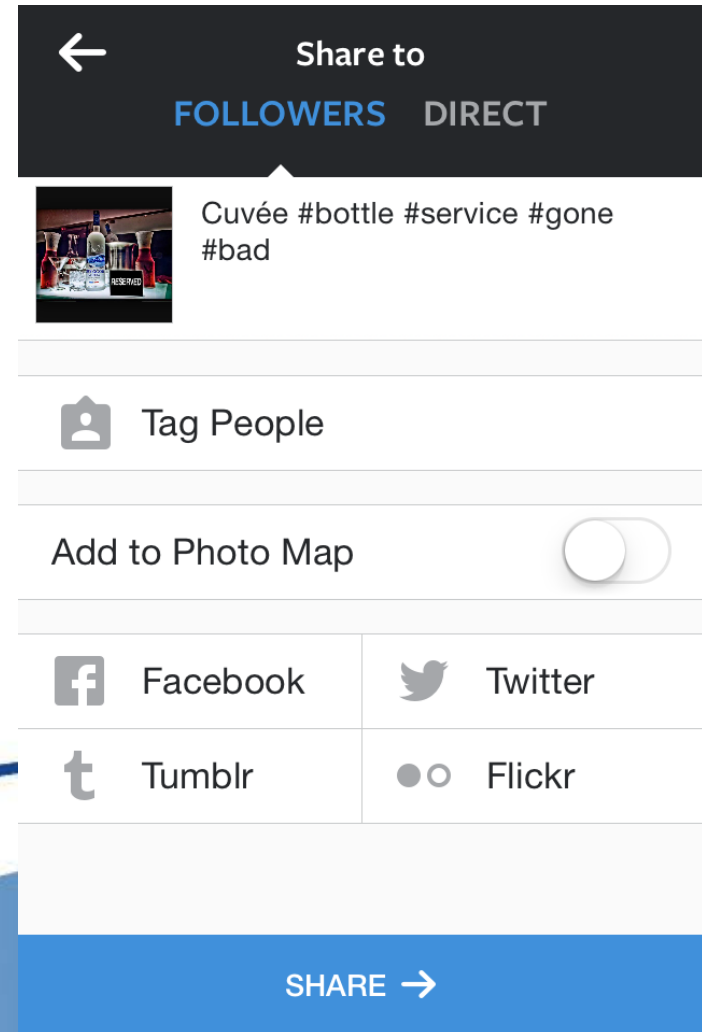 Share to
FOLLOWERS DIRECT
Cuvée #bottle #service #gone
#bad
RESERVED
Tag People
Add to Photo Map
Facebook
Twitter
Tumblr
Flickr
SHARE